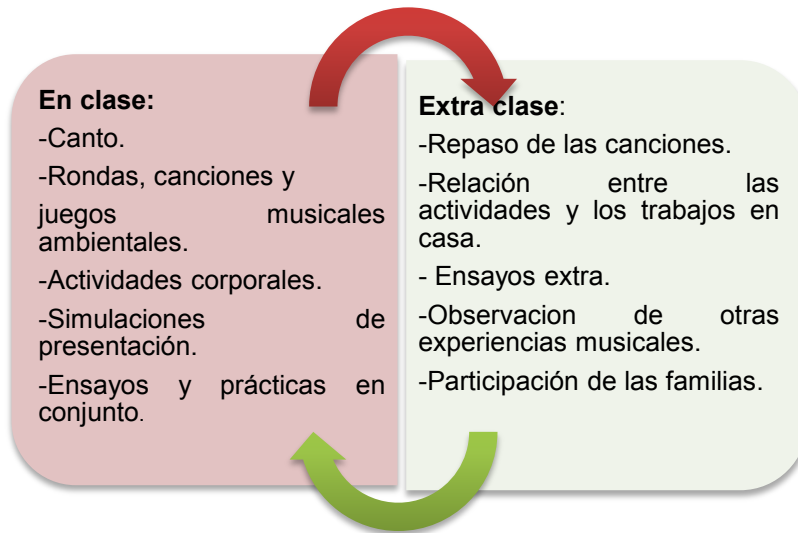 En clase:
-Canto.
-Rondas, canciones y
juegos musicales
ambientales.
-Actividades corporales.
-Simulaciones de
presentación.
-Ensayos y prácticas en
conjunto.
Extra clase:
-Repaso de las canciones.
-Relación entre las
actividades y los trabajos en
casa.
- Ensayos extra.
-Observacion de otras
experiencias musicales.
-Participación de las familias.